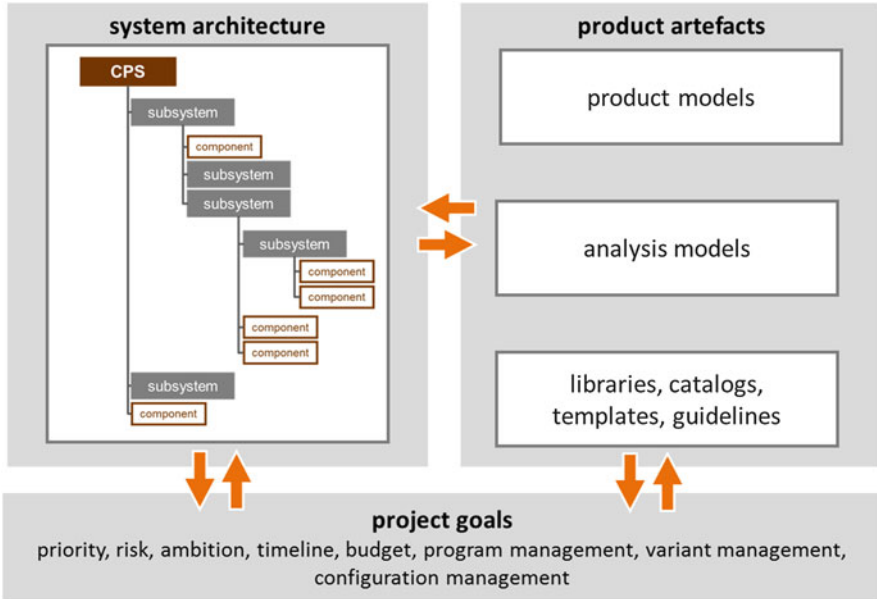 system architecture
CPS
subsystem
component
subsystem
subsystem
subsystem
component
component
component
component
subsystem
component
product artefacts
product models
analysis models
libraries, catalogs,
templates, guidelines
project goals
priority, risk, ambition, timeline, budget, program management, variant management,
configuration management